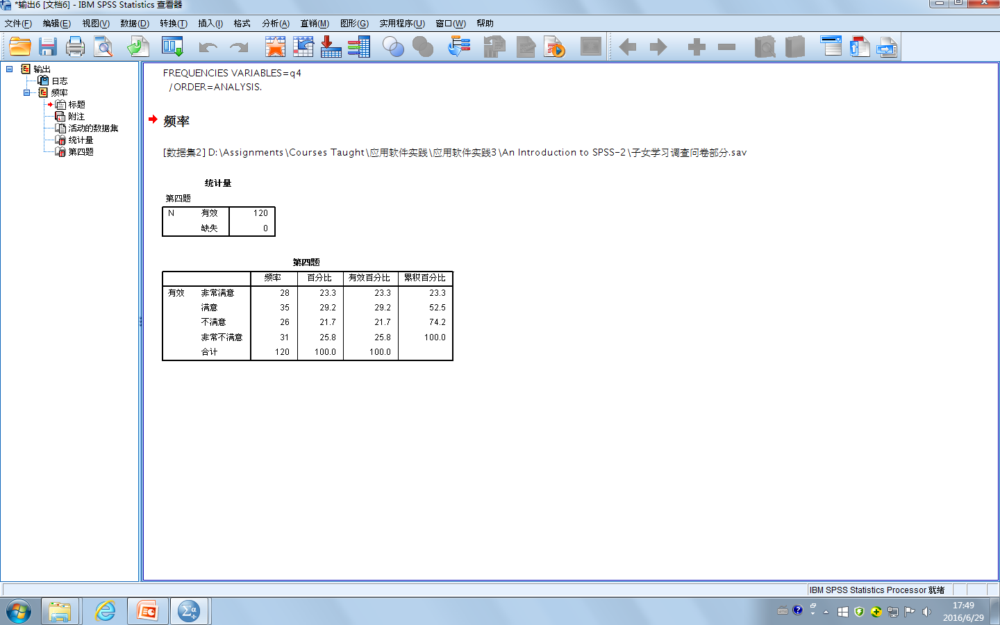 *输出6 [文档6] - IBM SPSS Statistics 查看器
文件(F) 编辑(E) 视图(V) 数据(D) 转换(T) 插入(I) 格式 分析(A) 直销(M) 图形(G) 实用程序(U) 窗口(W) 帮助
输出
日志
频率
标题
附注
活动的数据集
统计量
第四题
FREQUENCIES VARIABLES=q4
/ORDER=ANALYSIS.
频率
[数据集2] D:\Assignments\Courses Taught\应用软件实践\应用软件实践3\An Introduction to SPSS-2\子女学习调查问卷部分.sav
统计量
第四题
N 有效 120
缺失 0
第四题
频率 百分比 有效百分比 累积百分比
有效 非常满意 28 23.3 23.3 23.3
满意 35 29.2 29.2 52.5
不满意 26 21.7 21.7 74.2
非常不满意 31 25.8 25.8 100.0
合计 120 100.0 100.0
IBM SPSS Statistics Processor 就绪
17:49
2016/6/29